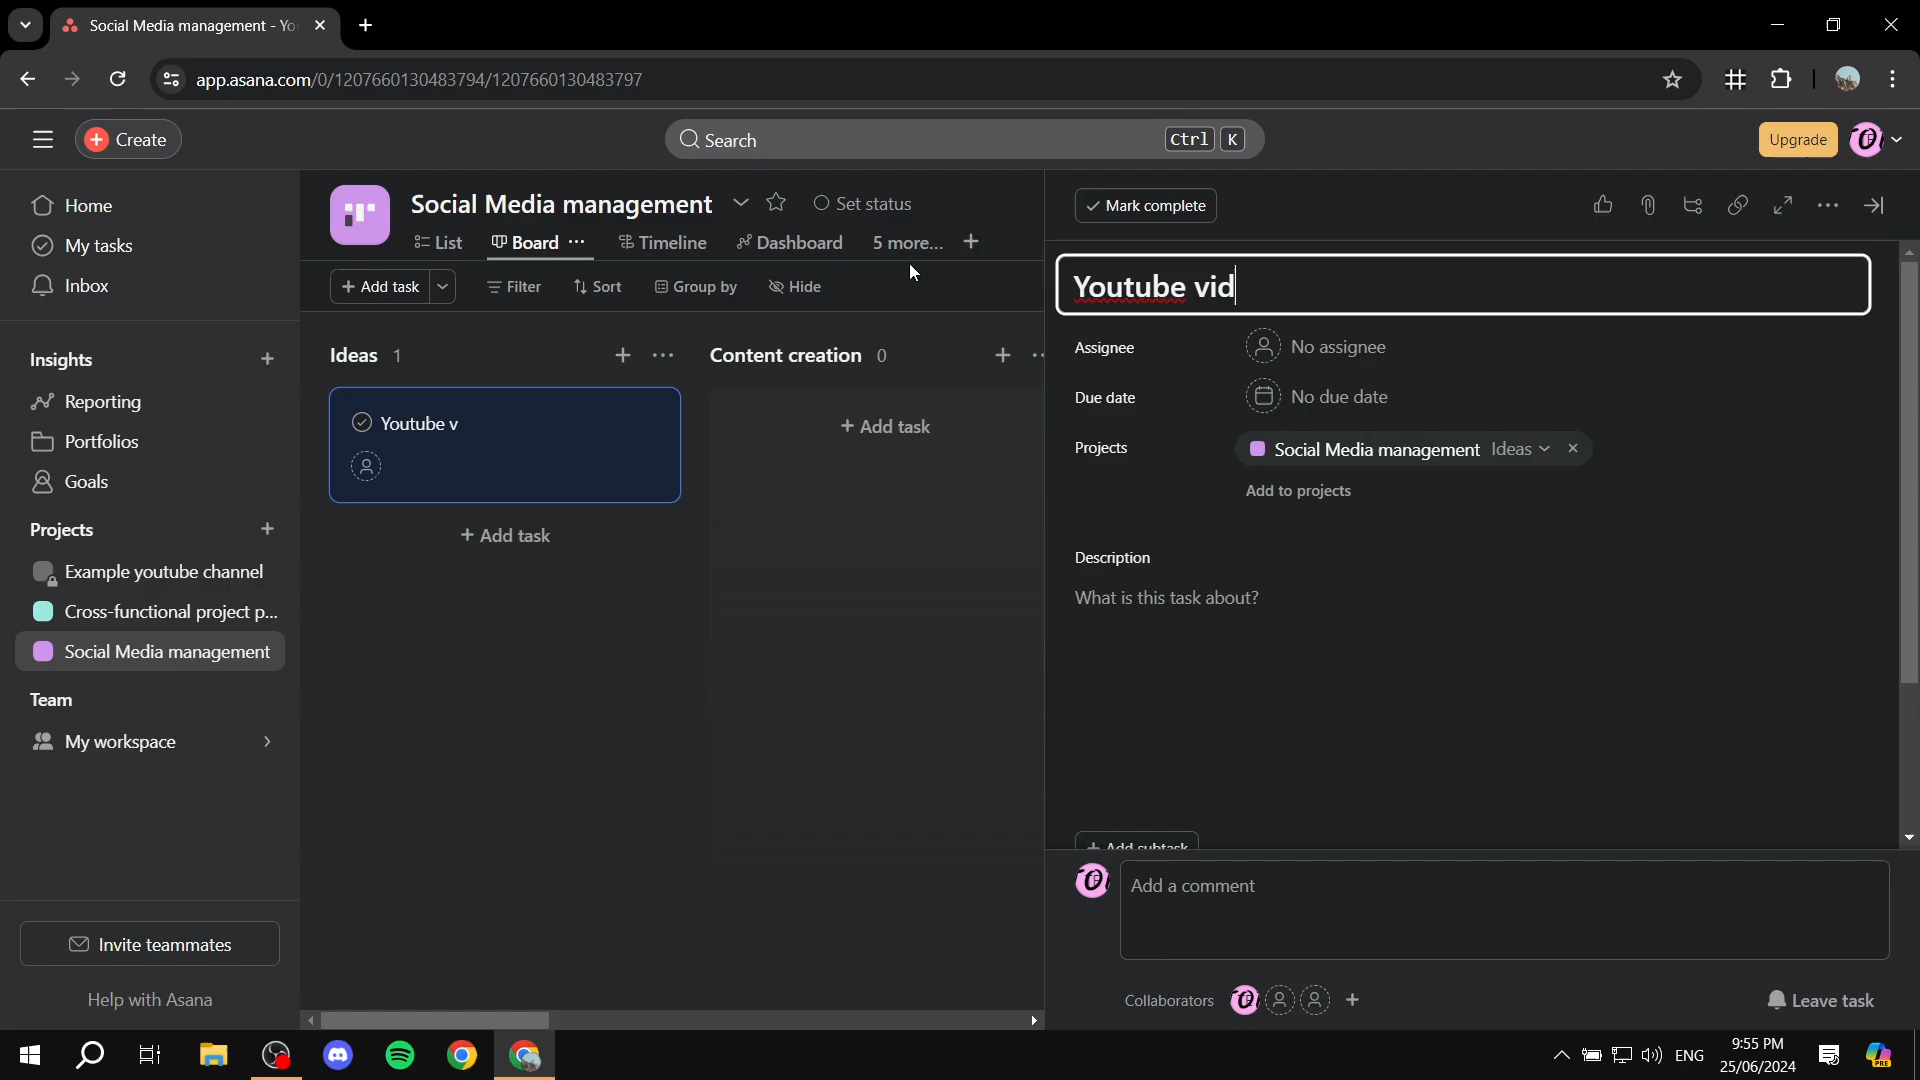 Social Media management - Yo
app.asana.com/0/1207660130483794/1207660130483797
Create
Search
Ctrl K
Upgrade
Home
My tasks
Inbox
Insights
Reporting
Portfolios
Goals
Projects
Example youtube channel
Cross-functional project p...
Social Media management
Team
My workspace
Invite teammates
Help with Asana
Social Media management
Set status
List
Board
Timeline
Dashboard
5 more...
Add task
Filter
Sort
Group by
Hide
Ideas 1
Youtube v
Add task
Content creation 0
Add task
Mark complete
Youtube vid
Assignee
No assignee
Due date
No due date
Projects
Social Media management Ideas
Add to projects
Description
What is this task about?
Add subtask
Add a comment
Collaborators
Leave task
ENG
9:55 PM
25/06/2024
PRE